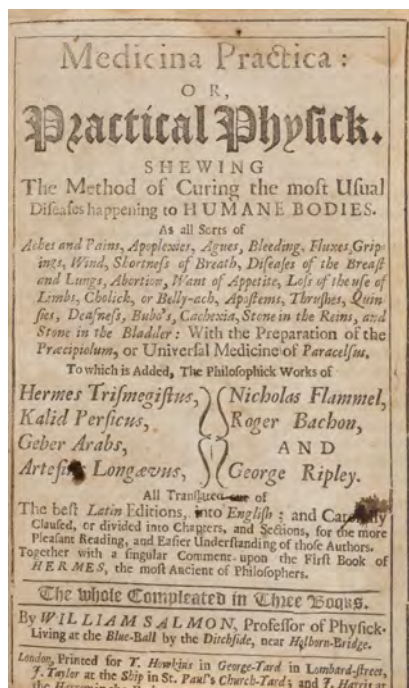 Medicina Practica:
OR,
Practical Phyſick.
SHEWING
The Method of Curing the moſt Uſual
Diſeaſes happening to HUMANE BODIES.
As all Sorts of
Aches and Pains, Apoplexies, Agues, Bleeding, Fluxes, Grip-
ings, Wind, Shortneſs of Breath, Diſeaſes of the Breaſt
and Lungs, Abortion, Want of Appetite, Loſs of the uſe of
Limbs, Cholick, or Belly-ach, Apoſtems, Thruſhes, Quin-
ſies, Deafneſs, Bubo's, Cachexia, Stone in the Reins, and
Stone in the Bladder: With the Preparation of the
Præcipiolum, or Univerſal Medicine of Paracelſus.
To which is Added, The Philoſophick Works of
Hermes Triſmegiſtus, Nicholas Flammel,
Kalid Perſicus, Roger Bachon,
Geber Arabs, AND
Arteſius Longævus, George Ripley.
All Tranſlated out of
The beſt Latin Editions, into Engliſh; and Carefully
Clauſed, or divided into Chapters, and Sections, for the more
Pleaſant Reading, and Eaſier Underſtanding of thoſe Authors.
Together with a ſingular Comment upon the Firſt Book of
HERMES, the moſt Ancient of Philoſophers.
The whole Compleated in Three Books.
By WILLIAM SALMON, Profeſſor of Phyſick.
Living at the Blue-Ball by the Ditchſide, near Holborn-Bridge.
London, Printed for T. Howkins in George-Yard in Lombard-ſtreet,
J. Taylor at the Ship in St. Paul's Church-Yard; and J. Harris at